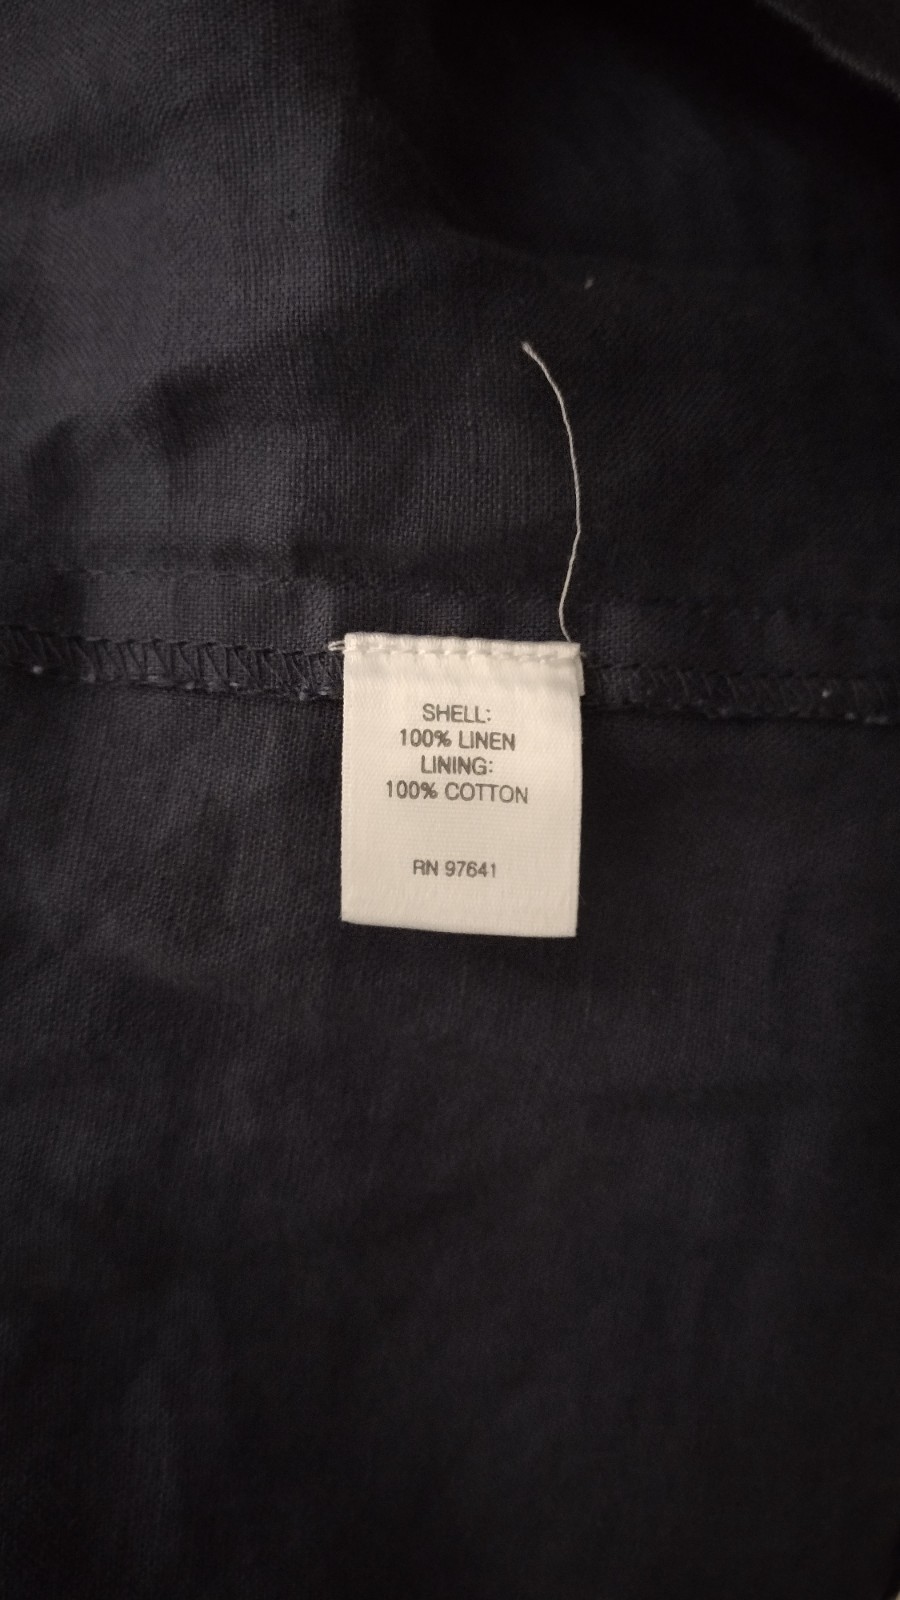 SHELL:
100% LINEN
LINING:
100% COTTON
RN 97641